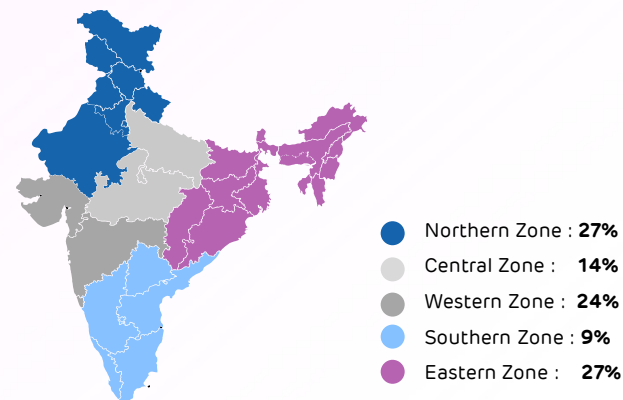 Northern Zone : 27%
Central Zone : 14%
Western Zone : 24%
Southern Zone : 9%
Eastern Zone : 27%